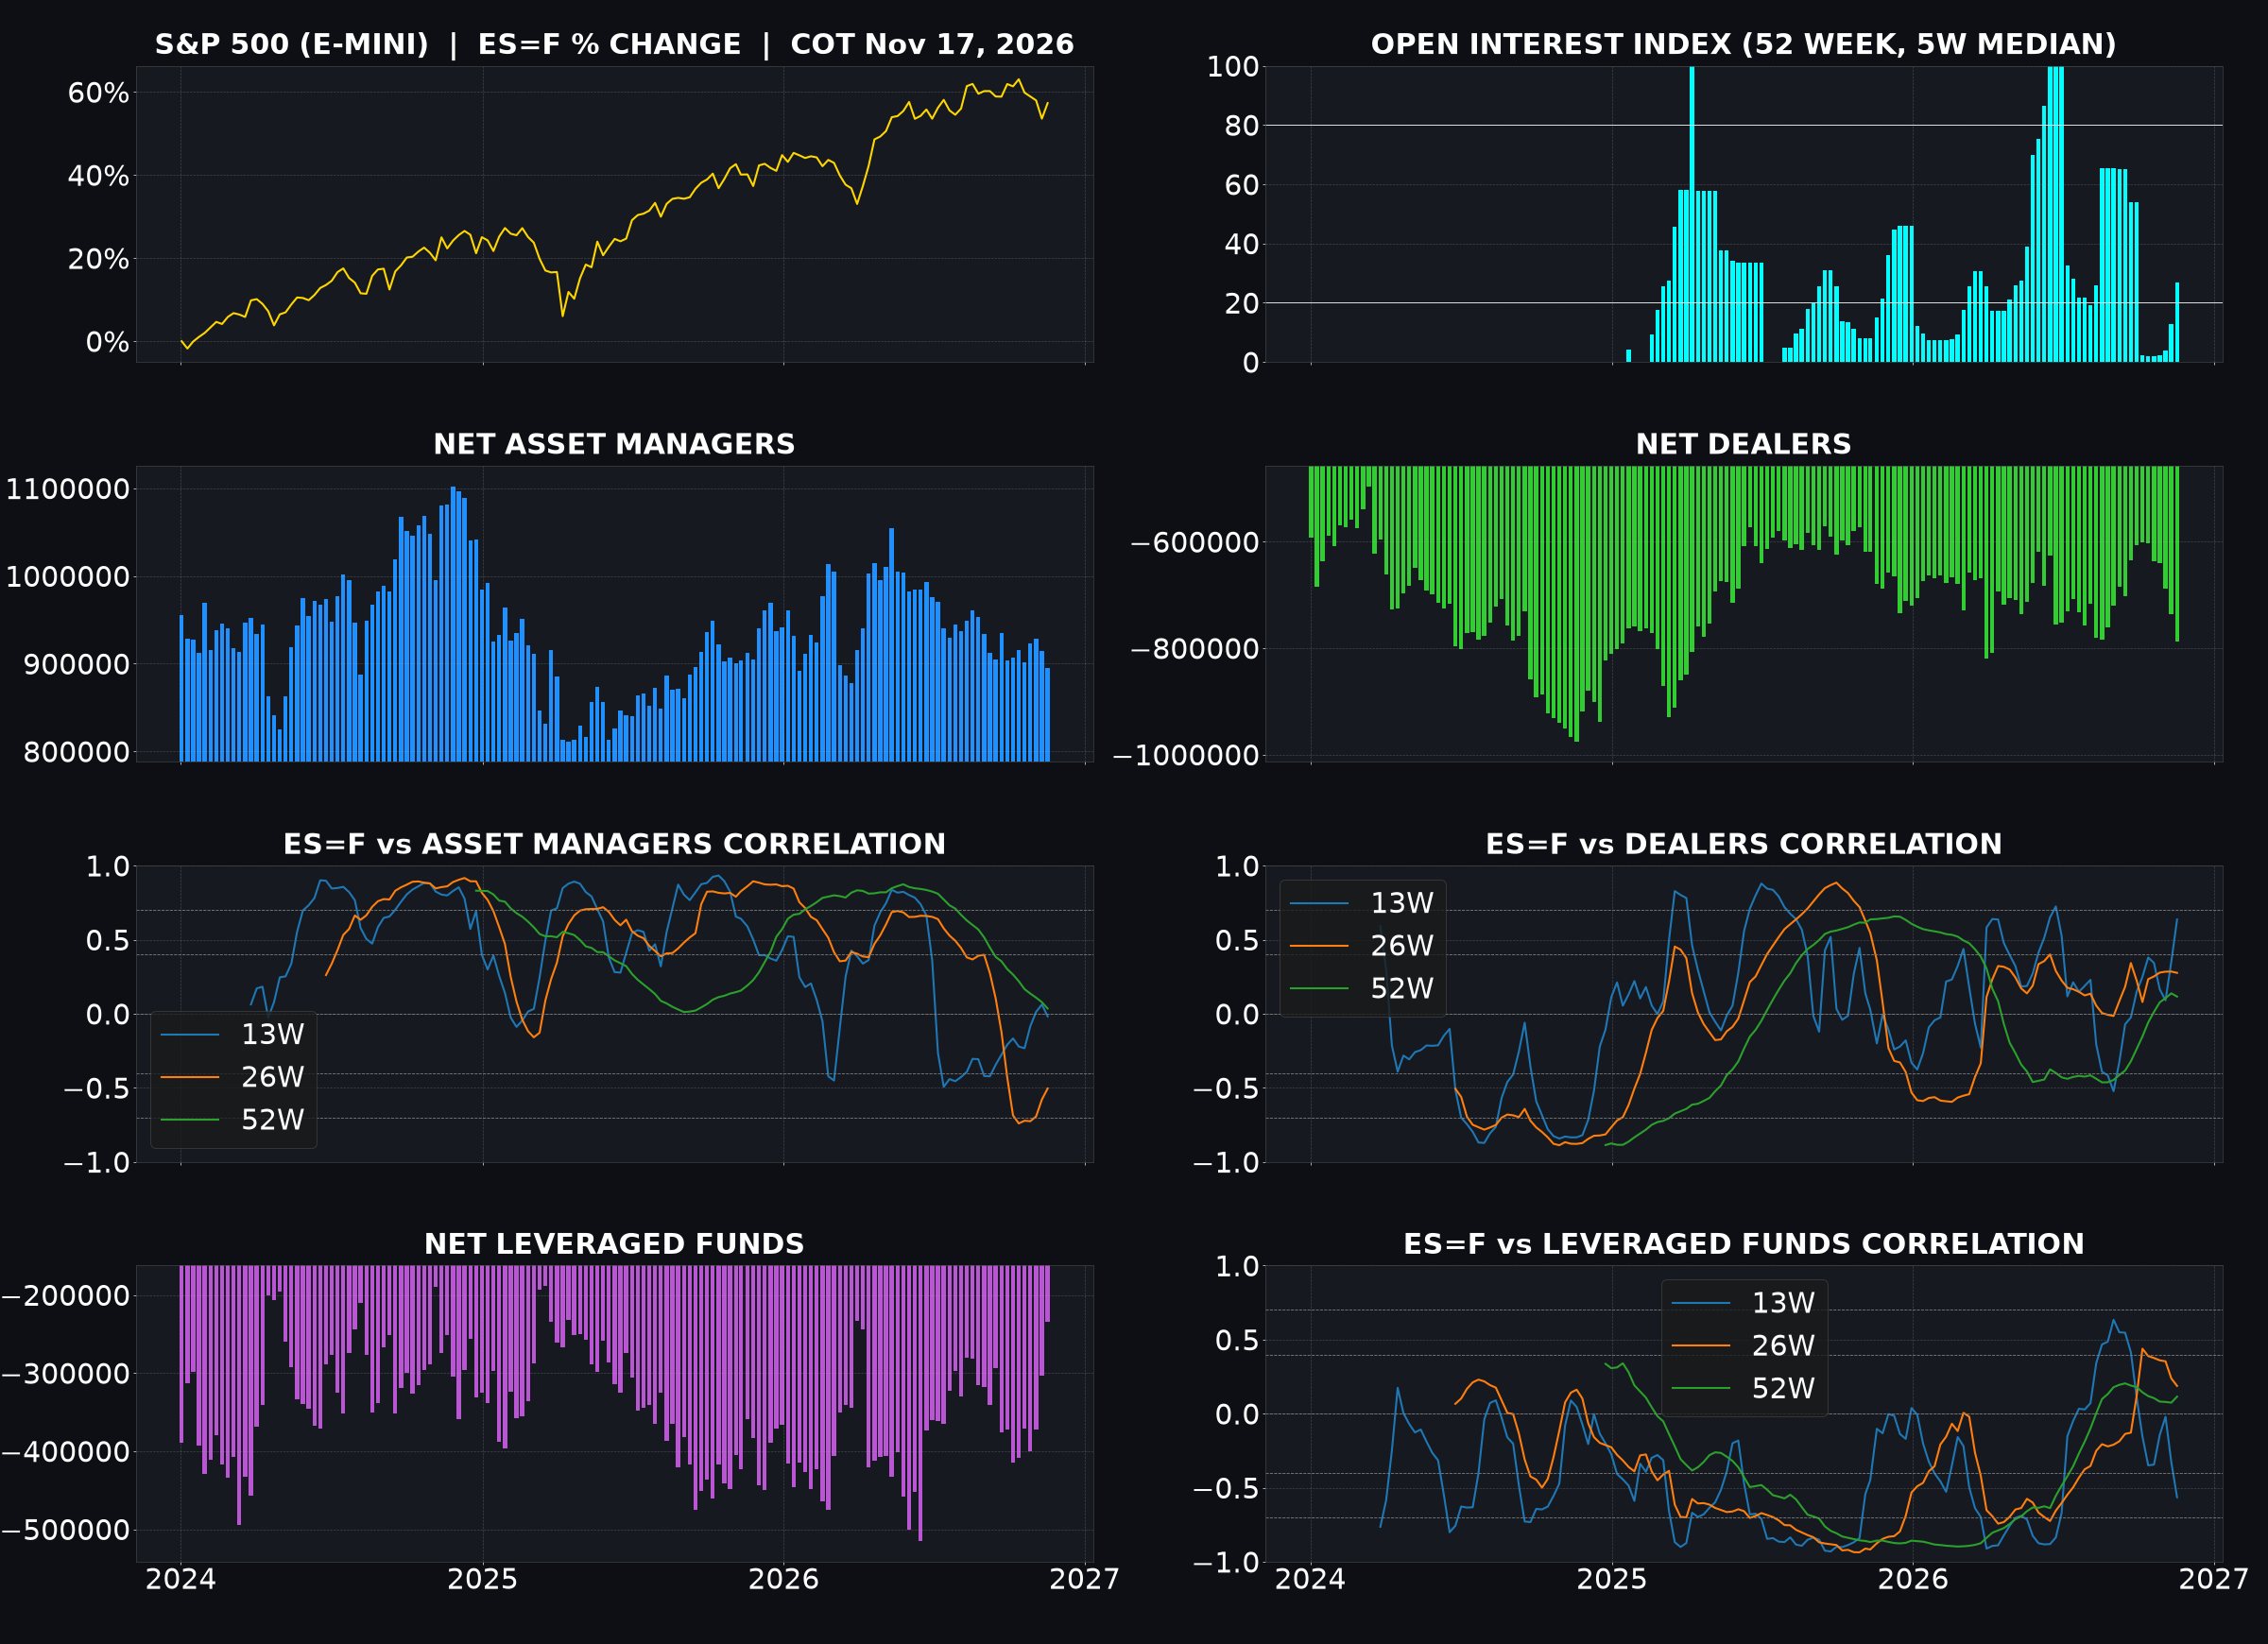 S&P 500 (E-MINI) | ES=F % CHANGE | COT Nov 17, 2026
60%
40%
20%
0%
OPEN INTEREST INDEX (52 WEEK, 5W MEDIAN)
100
80
60
40
20
0
NET ASSET MANAGERS
1100000
1000000
900000
800000
NET DEALERS
−600000
−800000
−1000000
ES=F vs ASSET MANAGERS CORRELATION
1.0
0.5
0.0
−0.5
−1.0
13W
26W
52W
ES=F vs DEALERS CORRELATION
1.0
0.5
0.0
−0.5
−1.0
13W
26W
52W
NET LEVERAGED FUNDS
−200000
−300000
−400000
−500000
2024 2025 2026 2027
ES=F vs LEVERAGED FUNDS CORRELATION
1.0
0.5
0.0
−0.5
−1.0
13W
26W
52W
2024 2025 2026 2027